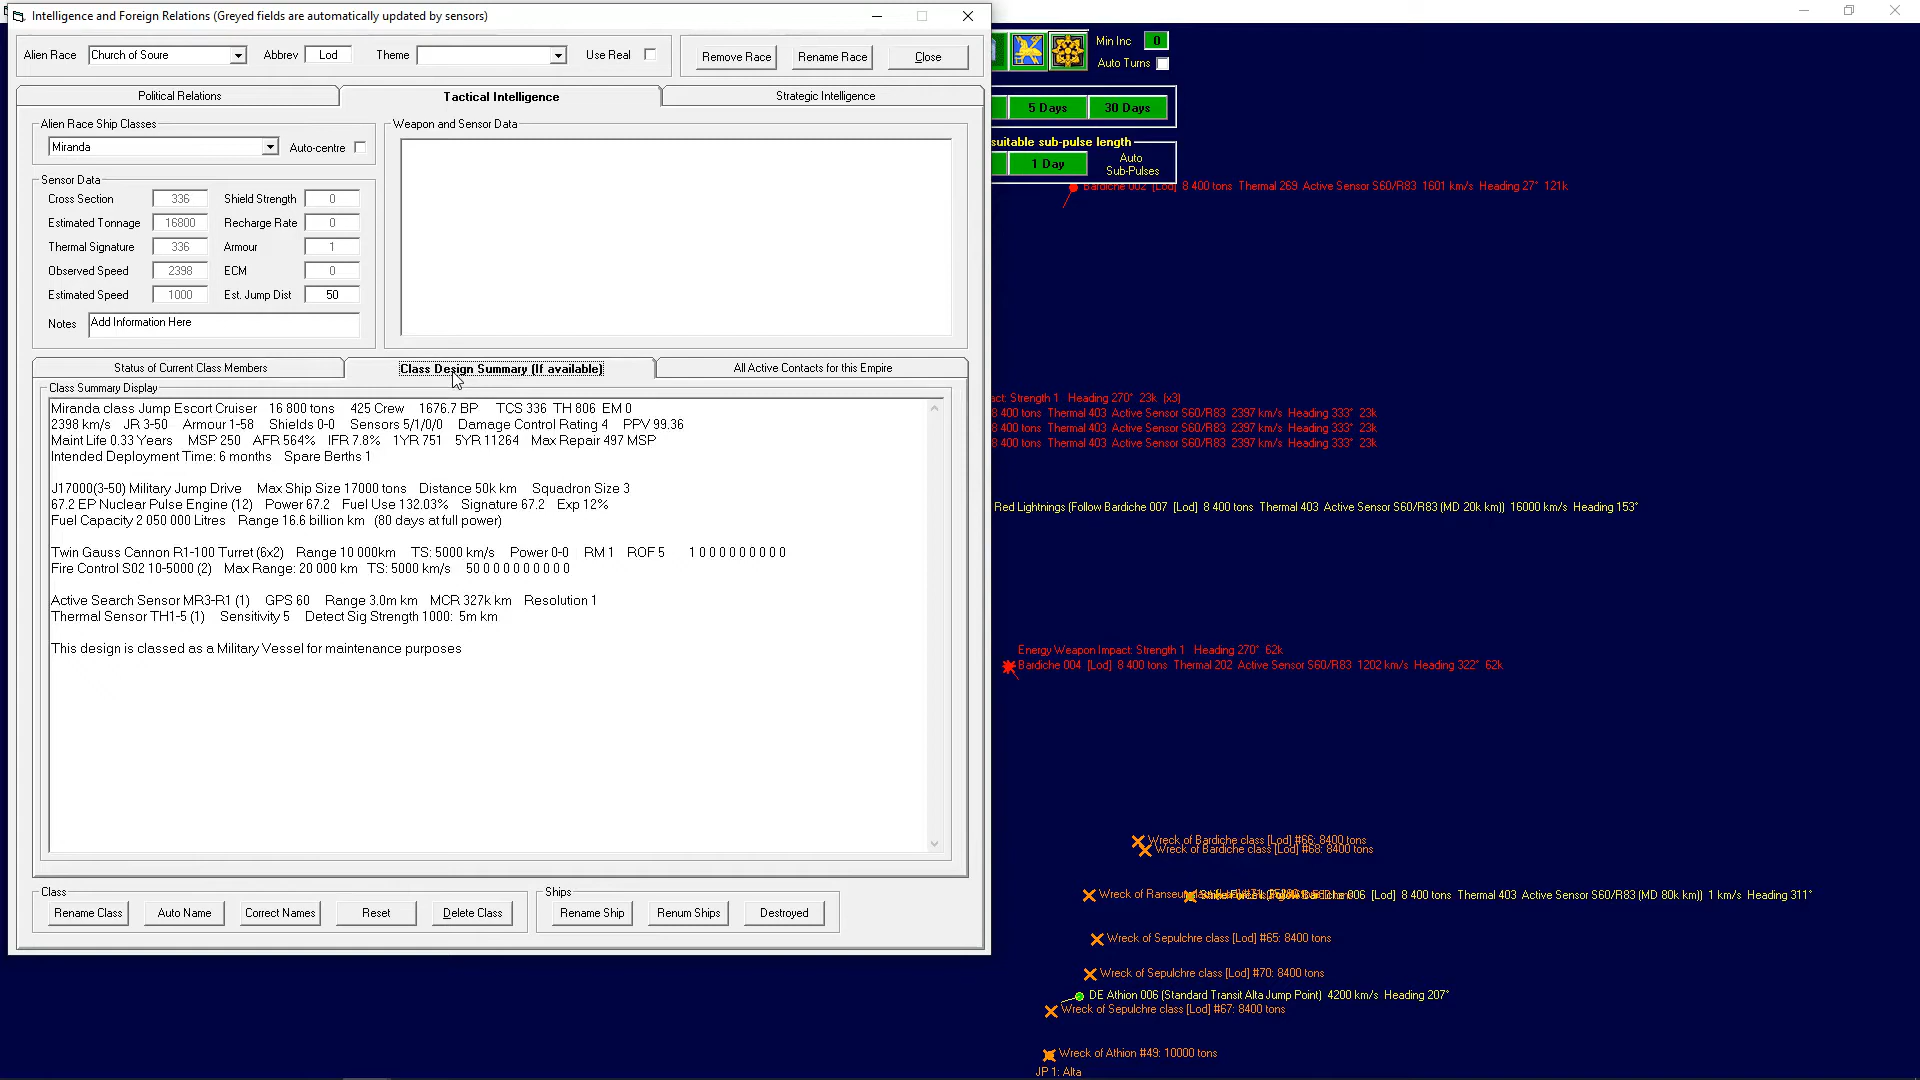 Intelligence and Foreign Relations (Greyed fields are automatically updated by sensors)
Alien Race Church of Soure Abbrev Lod Theme Use Real Remove Race Rename Race Close
Political Relations Tactical Intelligence Strategic Intelligence
Alien Race Ship Classes
Miranda Auto-centre
Sensor Data
Cross Section 336 Shield Strength 0
Estimated Tonnage 16800 Recharge Rate 0
Thermal Signature 336 Armour 1
Observed Speed 2398 ECM 0
Estimated Speed 1000 Est. Jump Dist 50
Notes Add Information Here
Weapon and Sensor Data
Status of Current Class Members Class Design Summary (If available) All Active Contacts for this Empire
Class Summary Display
Miranda class Jump Escort Cruiser 16 800 tons 425 Crew 1676.7 BP TCS 336 TH 806 EM 0
2398 km/s JR 3-50 Armour 1-58 Shields 0-0 Sensors 5/1/0/0 Damage Control Rating 4 PPV 99.36
Maint Life 0.33 Years MSP 250 AFR 564% IFR 7.8% 1YR 751 5YR 11264 Max Repair 497 MSP
Intended Deployment Time: 6 months Spare Berths 1
J17000(3-50) Military Jump Drive Max Ship Size 17000 tons Distance 50k km Squadron Size 3
67.2 EP Nuclear Pulse Engine (12) Power 67.2 Fuel Use 132.03% Signature 67.2 Exp 12%
Fuel Capacity 2 050 000 Litres Range 16.6 billion km (80 days at full power)
Twin Gauss Cannon R1-100 Turret (6x2) Range 10 000km TS: 5000 km/s Power 0-0 RM 1 ROF 5 1 0 0 0 0 0 0 0 0 0
Fire Control S02 10-5000 (2) Max Range: 20 000 km TS: 5000 km/s 50 0 0 0 0 0 0 0 0 0
Active Search Sensor MR3-R1 (1) GPS 60 Range 3.0m km MCR 327k km Resolution 1
Thermal Sensor TH1-5 (1) Sensitivity 5 Detect Sig Strength 1000: 5m km
This design is classed as a Military Vessel for maintenance purposes
Class
Rename Class Auto Name Correct Names Reset Delete Class
Ships
Rename Ship Renum Ships Destroyed
Min Inc 0
Auto Turns
5 Days 30 Days
suitable sub-pulse length
1 Day Auto
Sub-Pulses
Bardiche 002 [Lod] 8 400 tons Thermal 269 Active Sensor S60/R83 1601 km/s Heading 27° 121k
act: Strength 1 Heading 270° 23k (x3)
8 400 tons Thermal 403 Active Sensor S60/R83 2397 km/s Heading 333° 23k
8 400 tons Thermal 403 Active Sensor S60/R83 2397 km/s Heading 333° 23k
8 400 tons Thermal 403 Active Sensor S60/R83 2397 km/s Heading 333° 23k
Red Lightnings (Follow Bardiche 007 [Lod] 8 400 tons Thermal 403 Active Sensor S60/R83 (MD 20k km)) 16000 km/s Heading 153°
Energy Weapon Impact: Strength 1 Heading 270° 62k
Bardiche 004 [Lod] 8 400 tons Thermal 202 Active Sensor S60/R83 1202 km/s Heading 322° 62k
Wreck of Bardiche class [Lod] #66: 8400 tons
Wreck of Bardiche class [Lod] #68: 8400 tons
Wreck of 006 [Lod] 8 400 tons Thermal 403 Active Sensor S60/R83 (MD 80k km)) 1 km/s Heading 311°
Wreck of Sepulchre class [Lod] #65: 8400 tons
Wreck of Sepulchre class [Lod] #70: 8400 tons
DE Athion 006 (Standard Transit Alta Jump Point) 4200 km/s Heading 207°
Wreck of Sepulchre class [Lod] #67: 8400 tons
Wreck of Athion #49: 10000 tons
JP 1: Alta